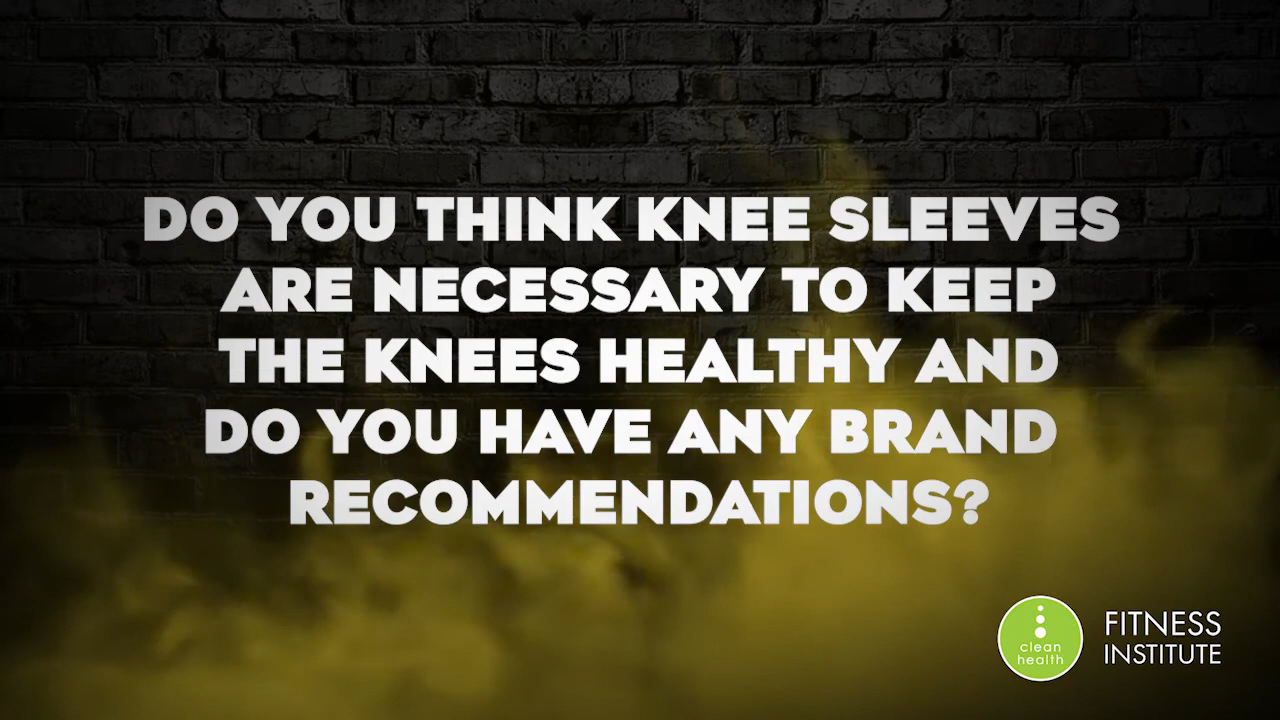 DO YOU THINK KNEE SLEEVES
ARE NECESSARY TO KEEP
THE KNEES HEALTHY AND
DO YOU HAVE ANY BRAND
RECOMMENDATIONS?
clean
health
FITNESS
INSTITUTE